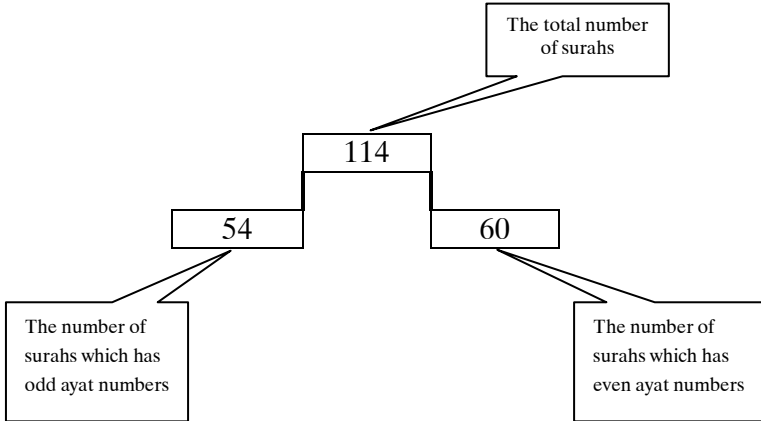 The total number
of surahs
114
54
60
The number of
surahs which has
odd ayat numbers
The number of
surahs which has
even ayat numbers